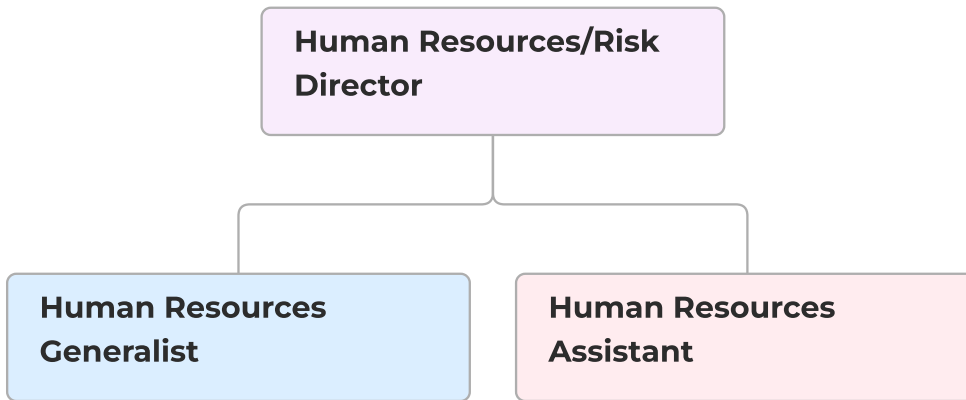 Human Resources/Risk
Director
Human Resources
Generalist
Human Resources
Assistant